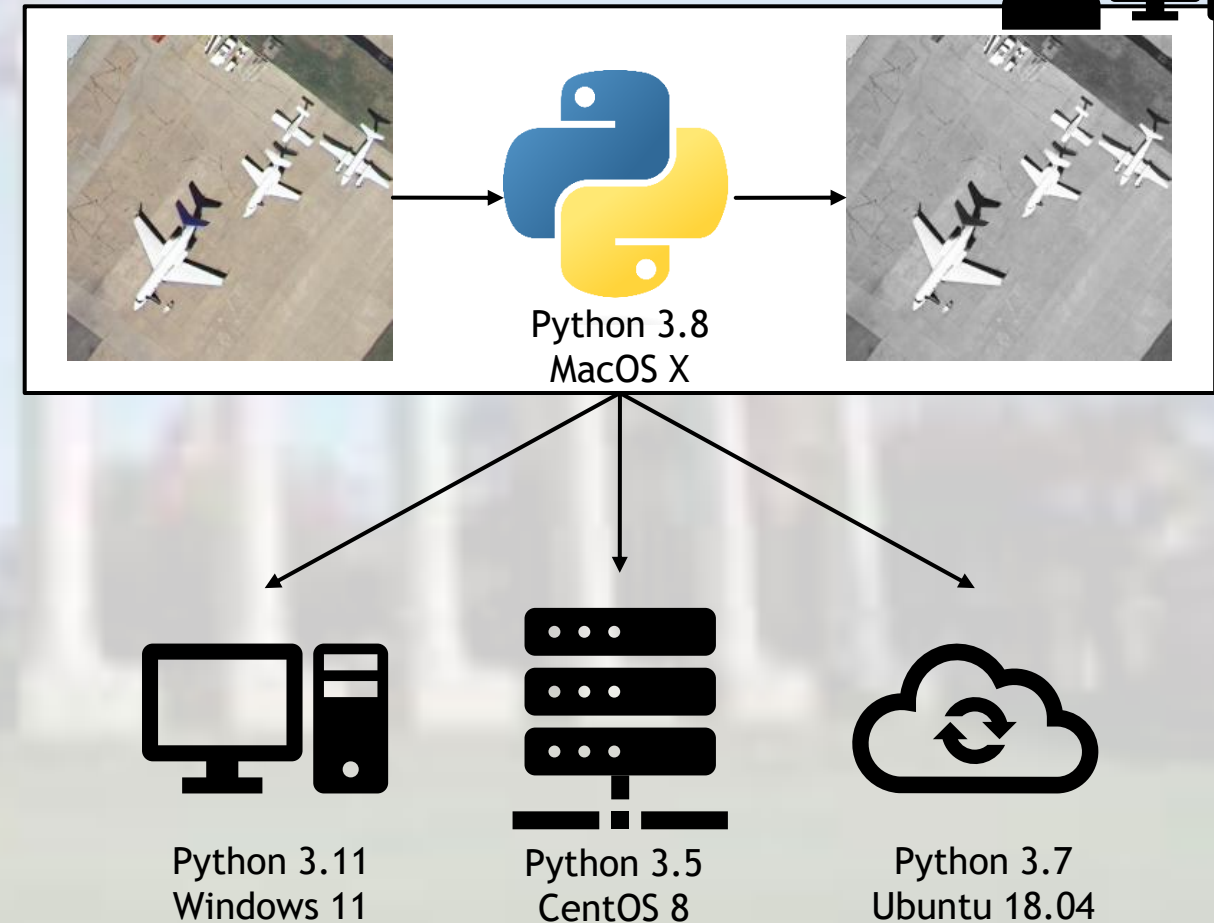 Python 3.8
MacOS X
Python 3.11
Windows 11
Python 3.5
CentOS 8
Python 3.7
Ubuntu 18.04